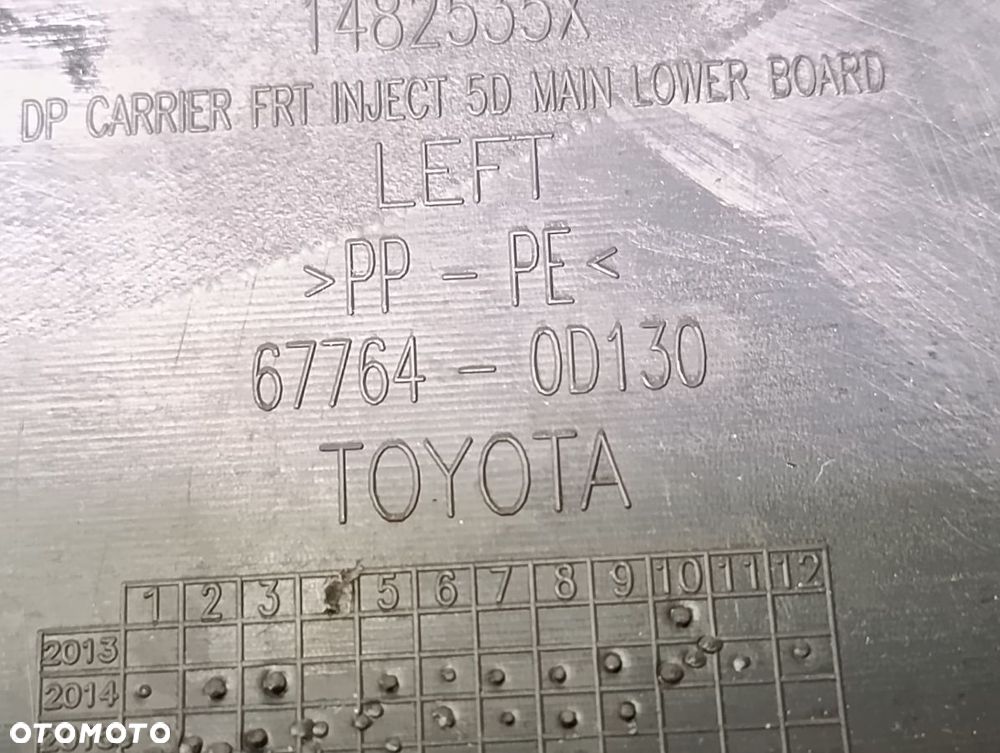 1482535X
DP CARRIER FRT INJECT 5D MAIN LOWER BOARD
LEFT
>PP - PE<
67764 - 0D130
TOYOTA
1 2 3 5 6 7 8 9 10 11 12
2013
2014
OTOMOTO